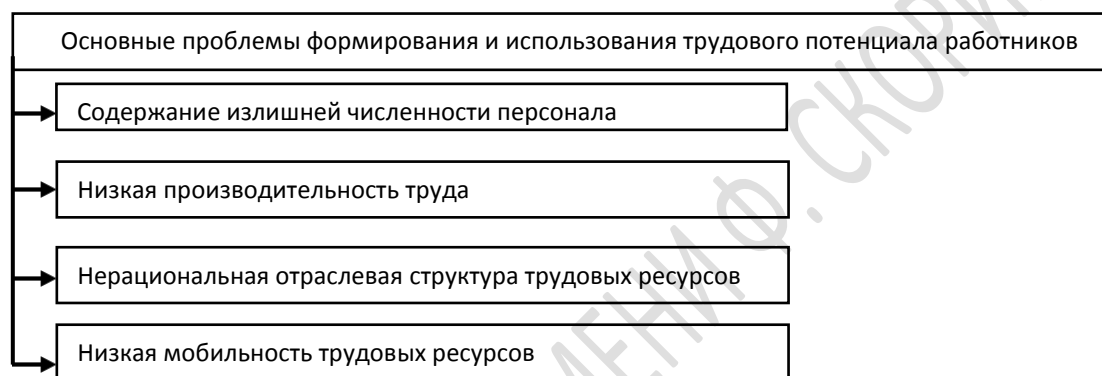 Основные проблемы формирования и использования трудового потенциала работников
Содержание излишней численности персонала
Низкая производительность труда
Нерациональная отраслевая структура трудовых ресурсов
Низкая мобильность трудовых ресурсов
Ф. СКОРИ